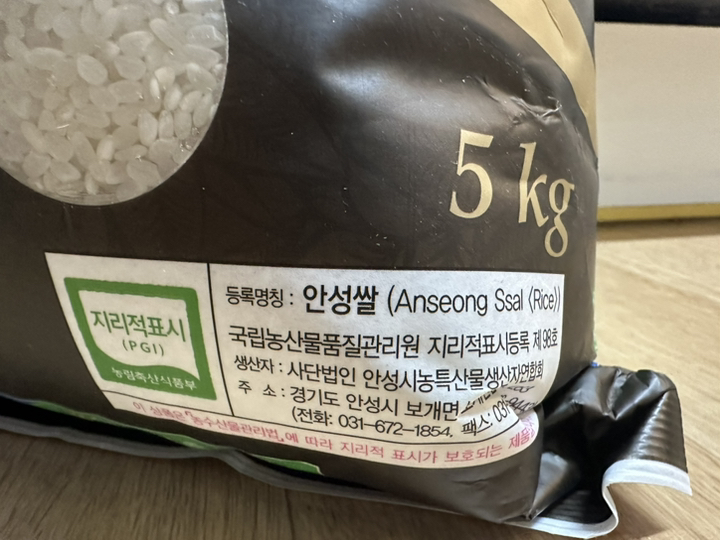 5 kg
지리적표시
(PGI)
농림축산식품부
등록명칭 : 안성쌀 (Anseong Ssal 〈Rice〉)
국립농산물품질관리원 지리적표시등록 제98호
생산자 : 사단법인 안성시농특산물생산자연합회
주 소 : 경기도 안성시 보개면
(전화: 031-672-1854, 팩스: 031-
이 상품은 「농수산물관리법」에 따라 지리적 표시가 보호되는 제품